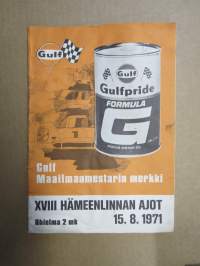 Gulf
Gulf
Gulfpride
FORMULA
G
Gulf
Maailmanmestarin merkki
XVIII HÄMEENLINNAN AJOT
Ohjelma 2 mk
15. 8. 1971